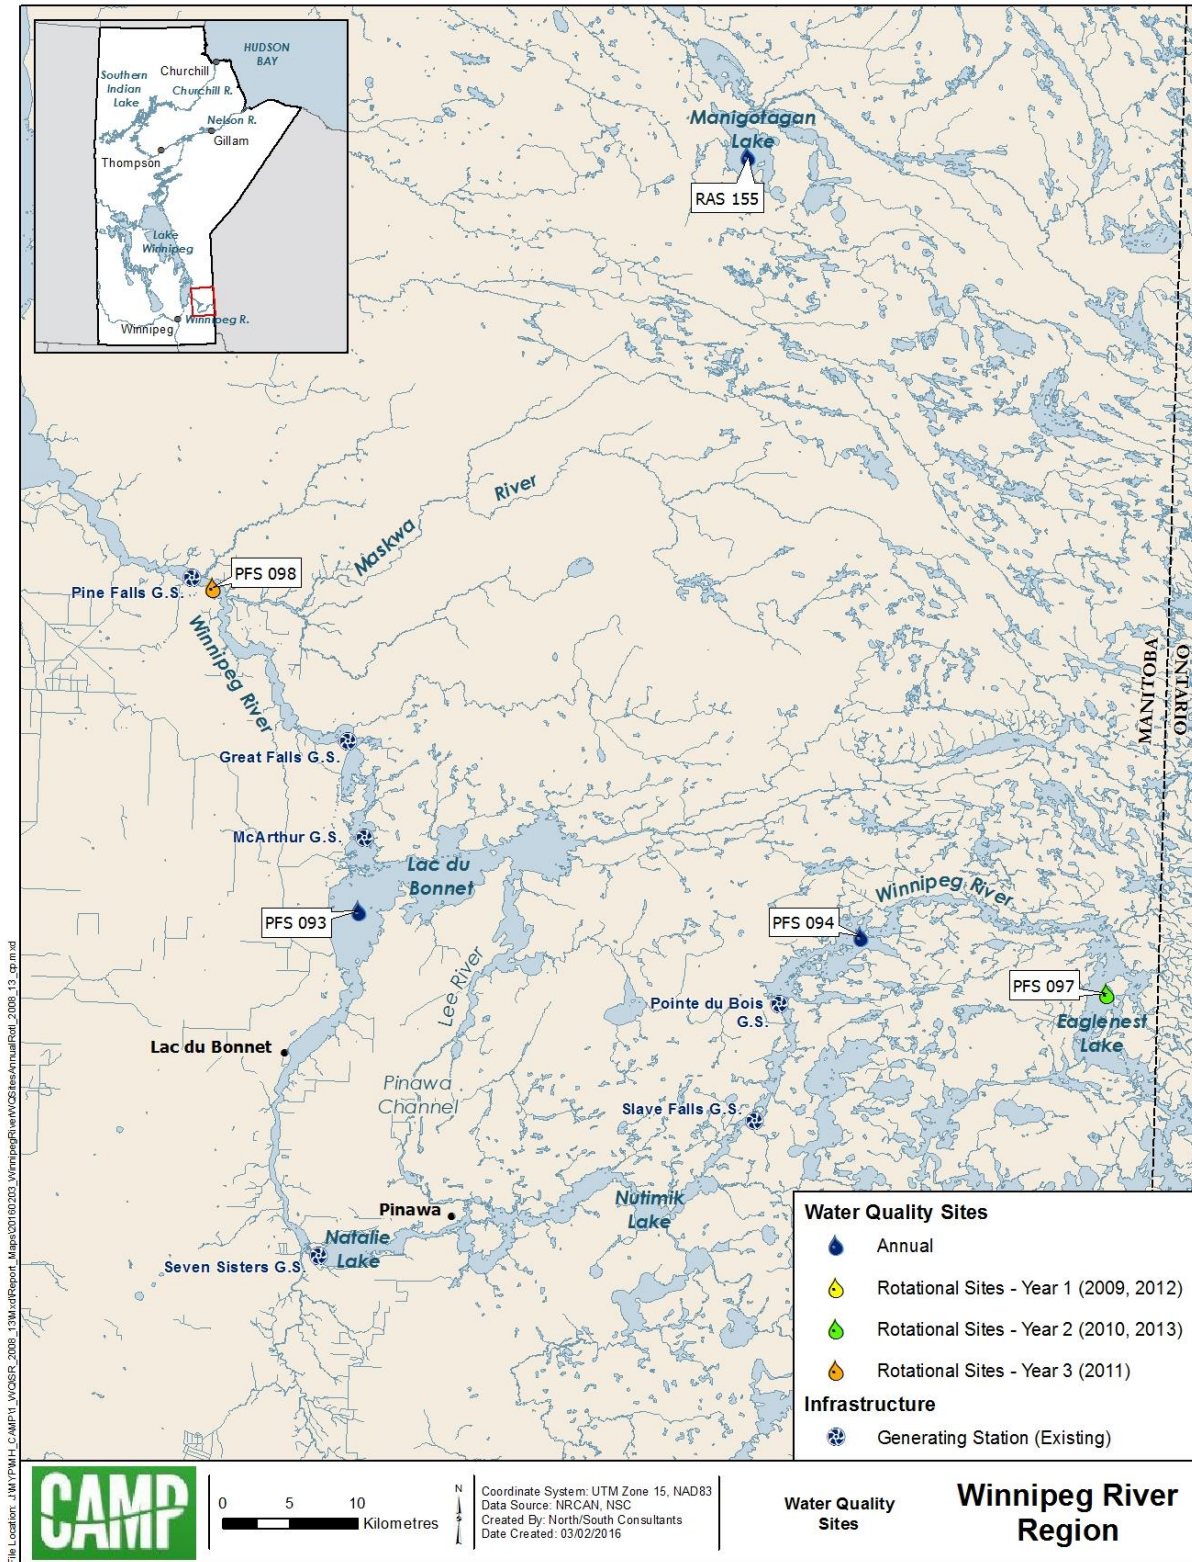 HUDSON
BAY
Churchill
Southern
Indian
Lake
Churchill R.
Nelson R.
Gillam
Thompson
Lake
Winnipeg
Winnipeg
Winnipeg R.
Manigotagan
Lake
RAS 155
Maskwa River
PFS 098
Pine Falls G.S.
Winnipeg River
MANITOBA
ONTARIO
Great Falls G.S.
McArthur G.S.
Lac du
Bonnet
PFS 093
Winnipeg River
PFS 094
Lee River
PFS 097
Pointe du Bois
G.S.
Eaglenest
Lake
Lac du Bonnet
Pinawa
Channel
Slave Falls G.S.
Nutimik
Lake
Pinawa
Natalie
Lake
Seven Sisters G.S.
Water Quality Sites
Annual
Rotational Sites - Year 1 (2009, 2012)
Rotational Sites - Year 2 (2010, 2013)
Rotational Sites - Year 3 (2011)
Infrastructure
Generating Station (Existing)
CAMP
0 5 10
Kilometres
N
Coordinate System: UTM Zone 15, NAD83
Data Source: NRCAN, NSC
Created By: North/South Consultants
Date Created: 03/02/2016
Water Quality
Sites
Winnipeg River
Region
File Location: